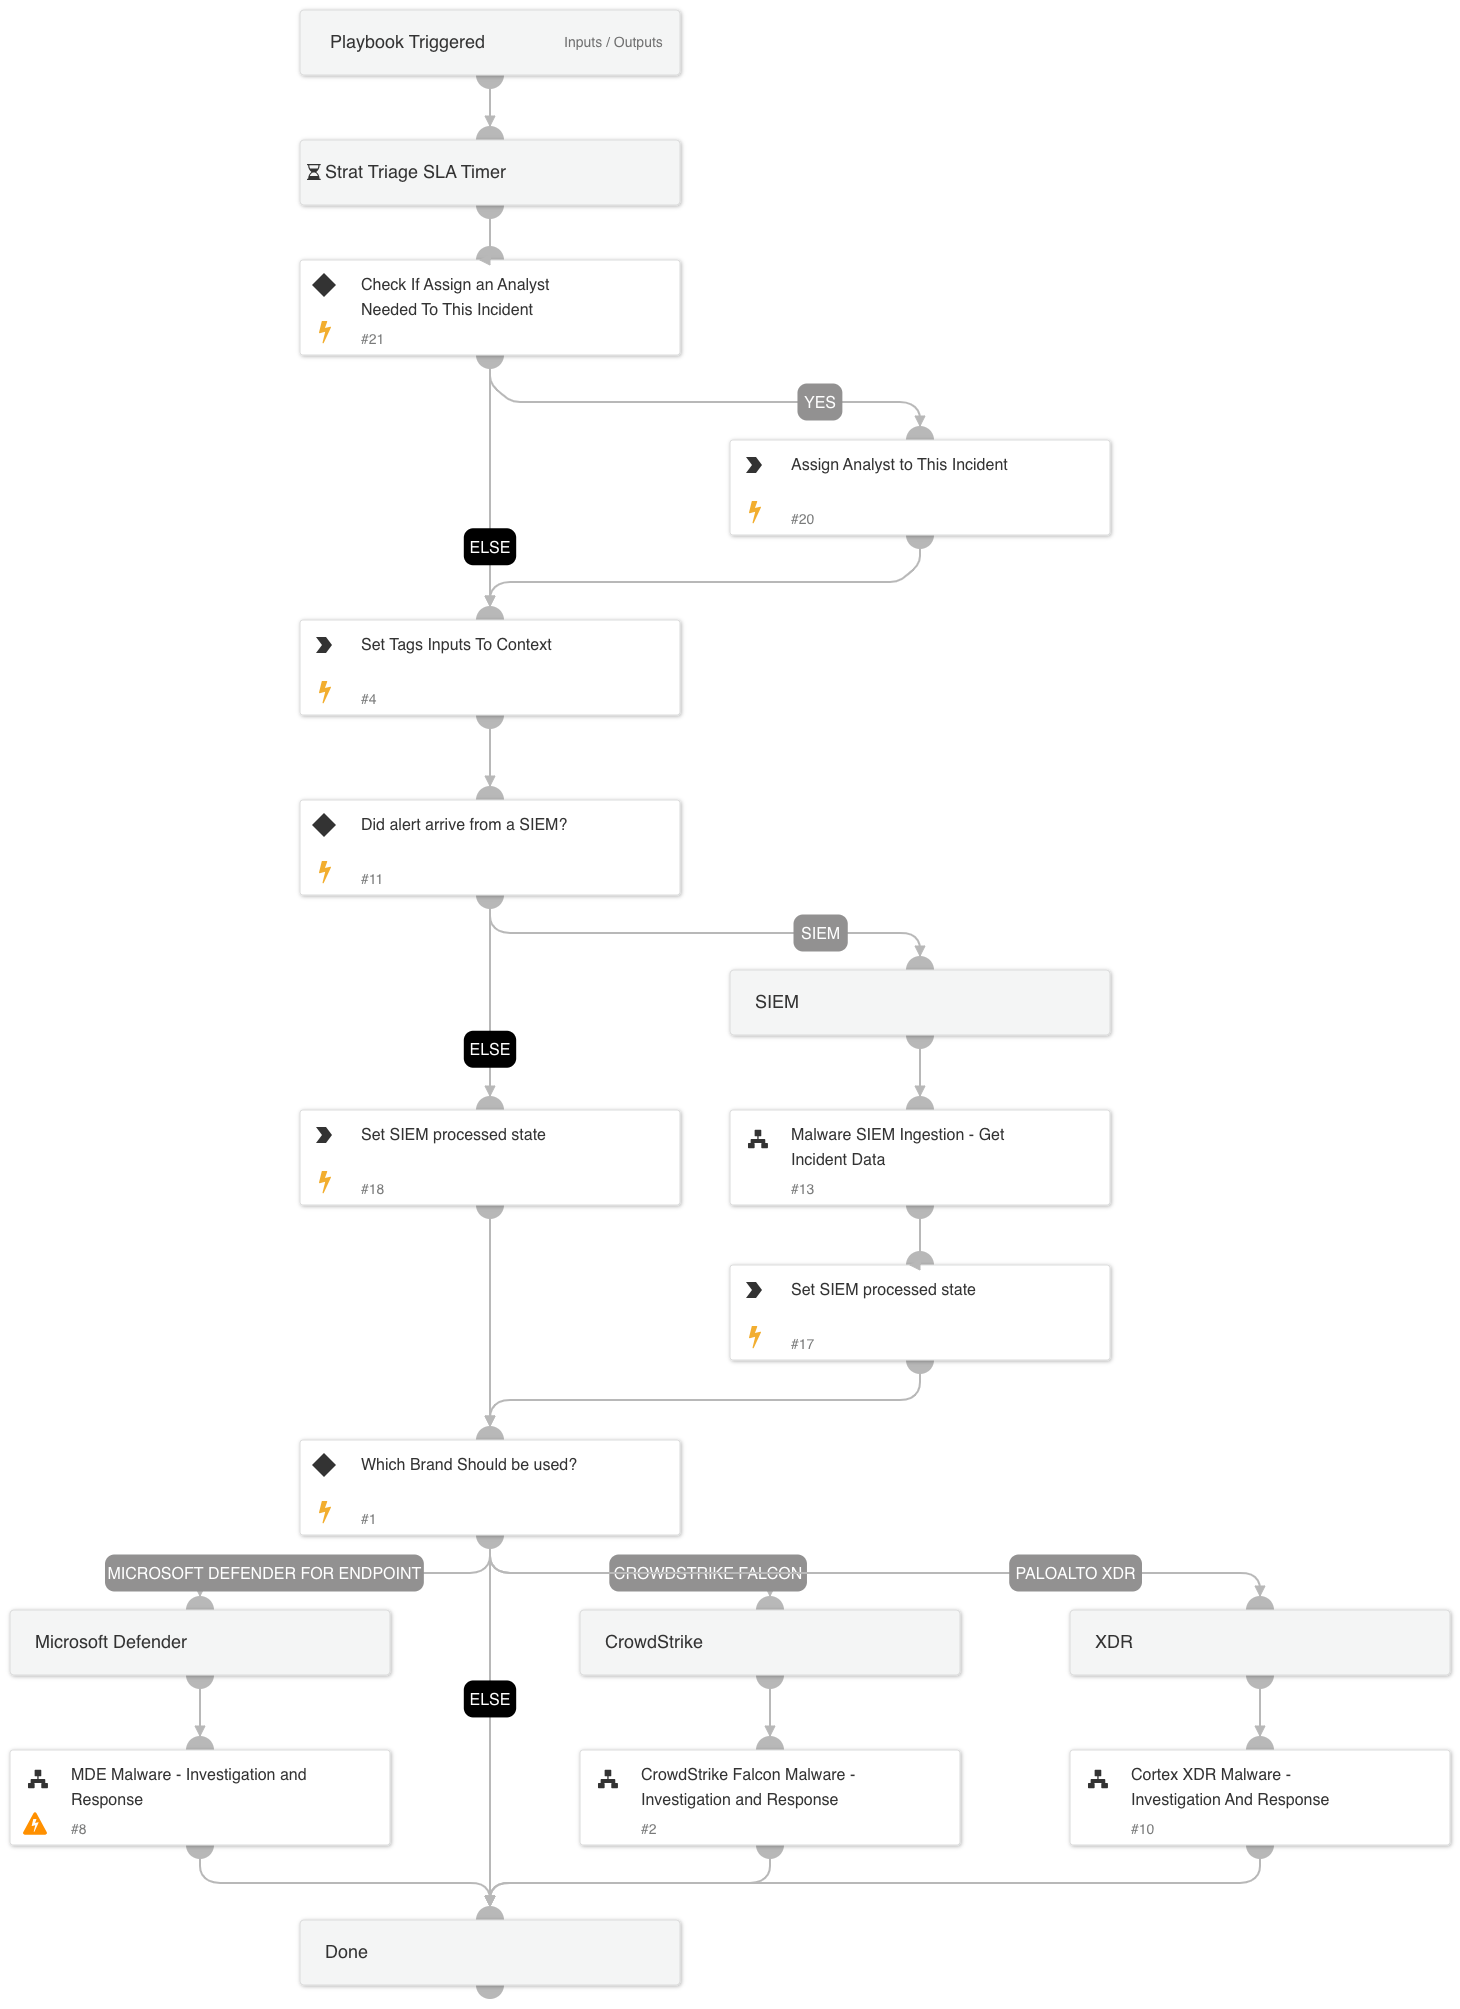 Playbook Triggered
Inputs / Outputs
Strat Triage SLA Timer
Check If Assign an Analyst
Needed To This Incident
#21
YES
Assign Analyst to This Incident
#20
ELSE
Set Tags Inputs To Context
#4
Did alert arrive from a SIEM?
#11
SIEM
SIEM
ELSE
Set SIEM processed state
#18
Malware SIEM Ingestion - Get
Incident Data
#13
Set SIEM processed state
#17
Which Brand Should be used?
#1
MICROSOFT DEFENDER FOR ENDPOINT
CROWDSTRIKE FALCON
PALOALTO XDR
Microsoft Defender
CrowdStrike
XDR
ELSE
MDE Malware - Investigation and
Response
#8
CrowdStrike Falcon Malware -
Investigation and Response
#2
Cortex XDR Malware -
Investigation And Response
#10
Done